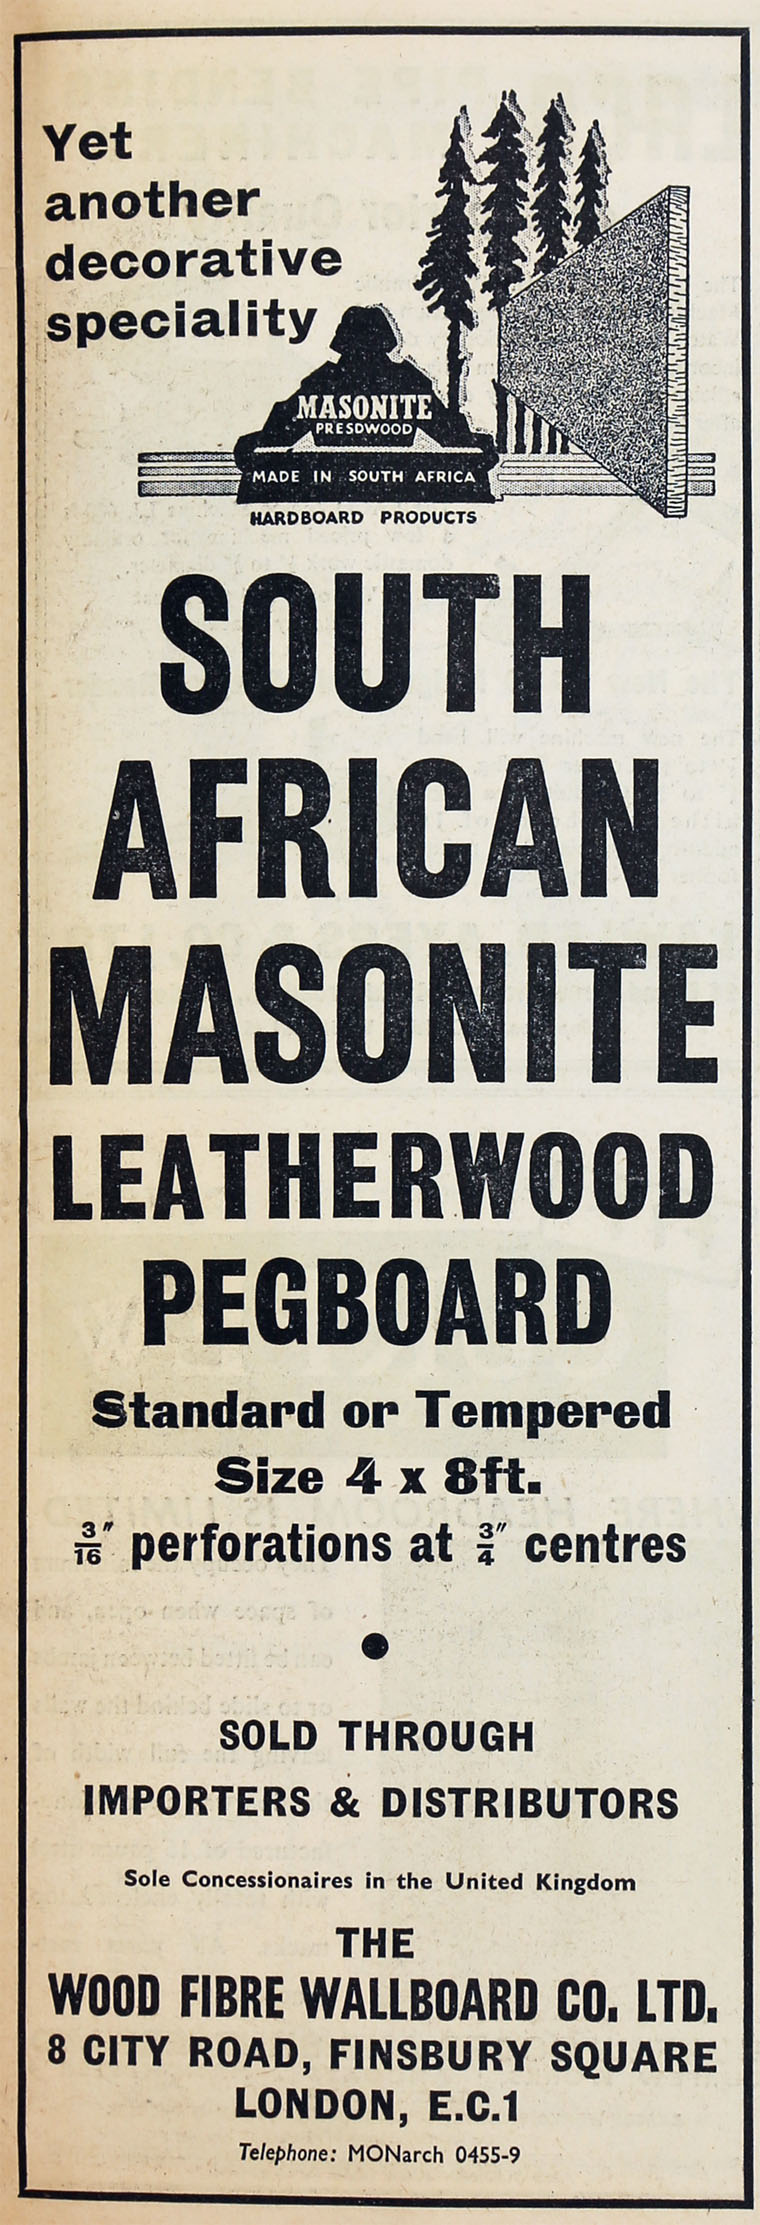 Yet
another
decorative
speciality
MASONITE
PRESDWOOD
MADE IN SOUTH AFRICA
HARDBOARD PRODUCTS
SOUTH
AFRICAN
MASONITE
LEATHERWOOD
PEGBOARD
Standard or Tempered
Size 4 x 8ft.
3/16" perforations at 3/4" centres
●
SOLD THROUGH
IMPORTERS & DISTRIBUTORS
Sole Concessionaires in the United Kingdom
THE
WOOD FIBRE WALLBOARD CO. LTD.
8 CITY ROAD, FINSBURY SQUARE
LONDON, E.C.1
Telephone: MONarch 0455-9